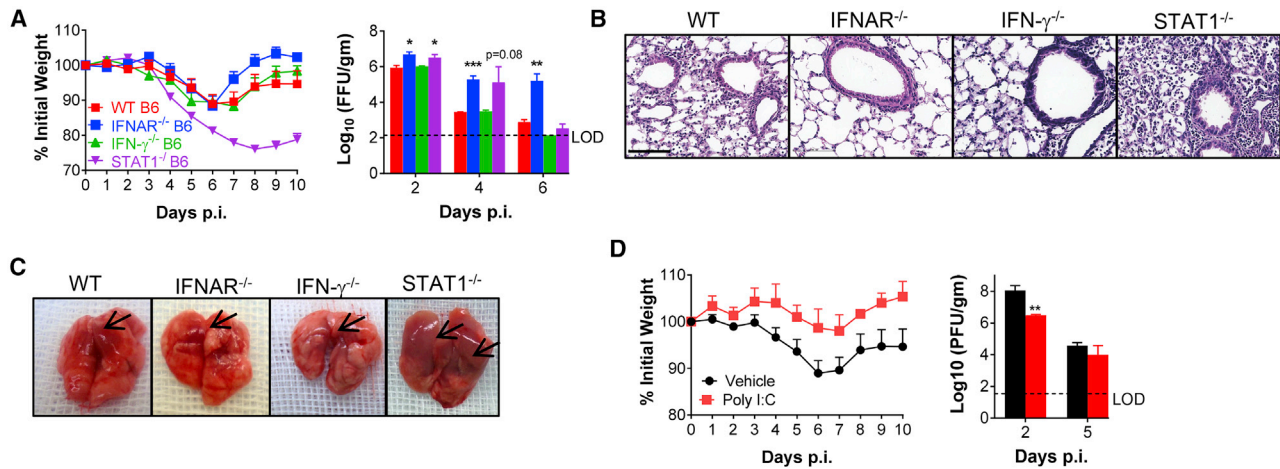 A
110
100
90
80
70
% Initial Weight
WT B6
IFNAR-/- B6
IFN-γ-/- B6
STAT1-/- B6
0 1 2 3 4 5 6 7 8 9 10
Days p.i.
8
6
4
2
0
Log10 (FFU/gm)
* * *** p=0.08 **
LOD
2 4 6
Days p.i.
B
WT IFNAR-/- IFN-γ-/- STAT1-/-
C
WT IFNAR-/- IFN-γ-/- STAT1-/-
D
110
100
90
80
% Initial Weight
Vehicle
Poly I:C
0 1 2 3 4 5 6 7 8 9 10
Days p.i.
8
6
4
2
0
Log10 (PFU/gm)
**
LOD
2 5
Days p.i.